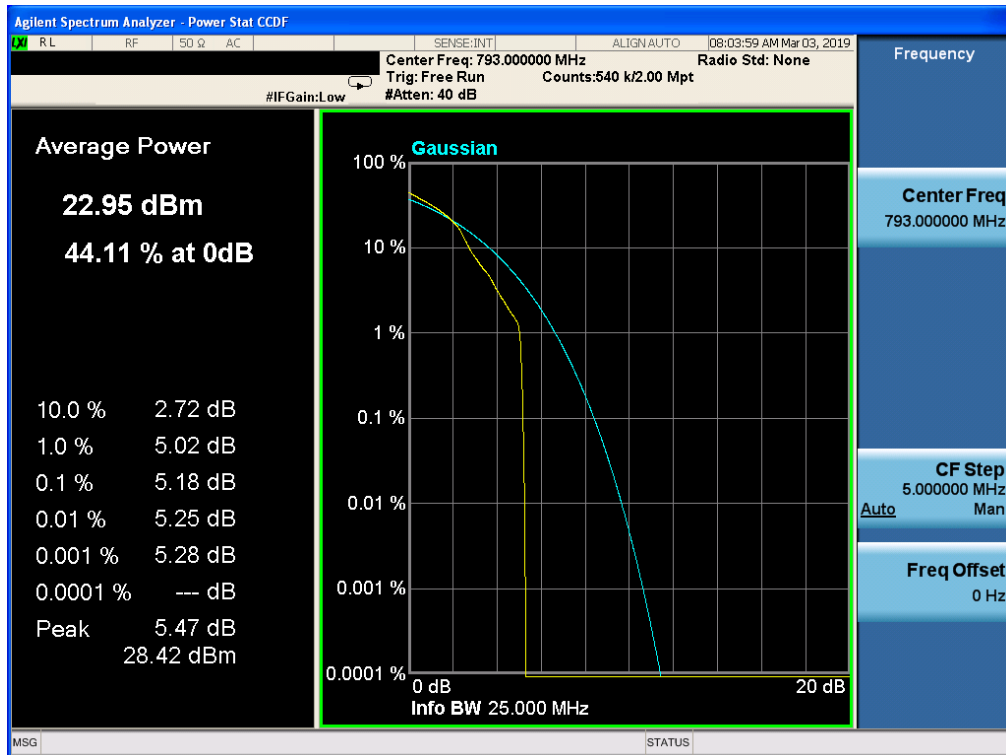 Agilent Spectrum Analyzer - Power Stat CCDF
LXI RL RF 50 Ω AC SENSE:INT ALIGN AUTO 08:03:59 AM Mar 03, 2019
Center Freq: 793.000000 MHz Radio Std: None
Trig: Free Run Counts:540 k/2.00 Mpt
#IFGain:Low #Atten: 40 dB
Average Power
22.95 dBm
44.11 % at 0dB
10.0 % 2.72 dB
1.0 % 5.02 dB
0.1 % 5.18 dB
0.01 % 5.25 dB
0.001 % 5.28 dB
0.0001 % --- dB
Peak 5.47 dB
28.42 dBm
Gaussian
100 %
10 %
1 %
0.1 %
0.01 %
0.001 %
0.0001 %
0 dB 20 dB
Info BW 25.000 MHz
Frequency
Center Freq
793.000000 MHz
CF Step
5.000000 MHz
Auto Man
Freq Offset
0 Hz
MSG STATUS